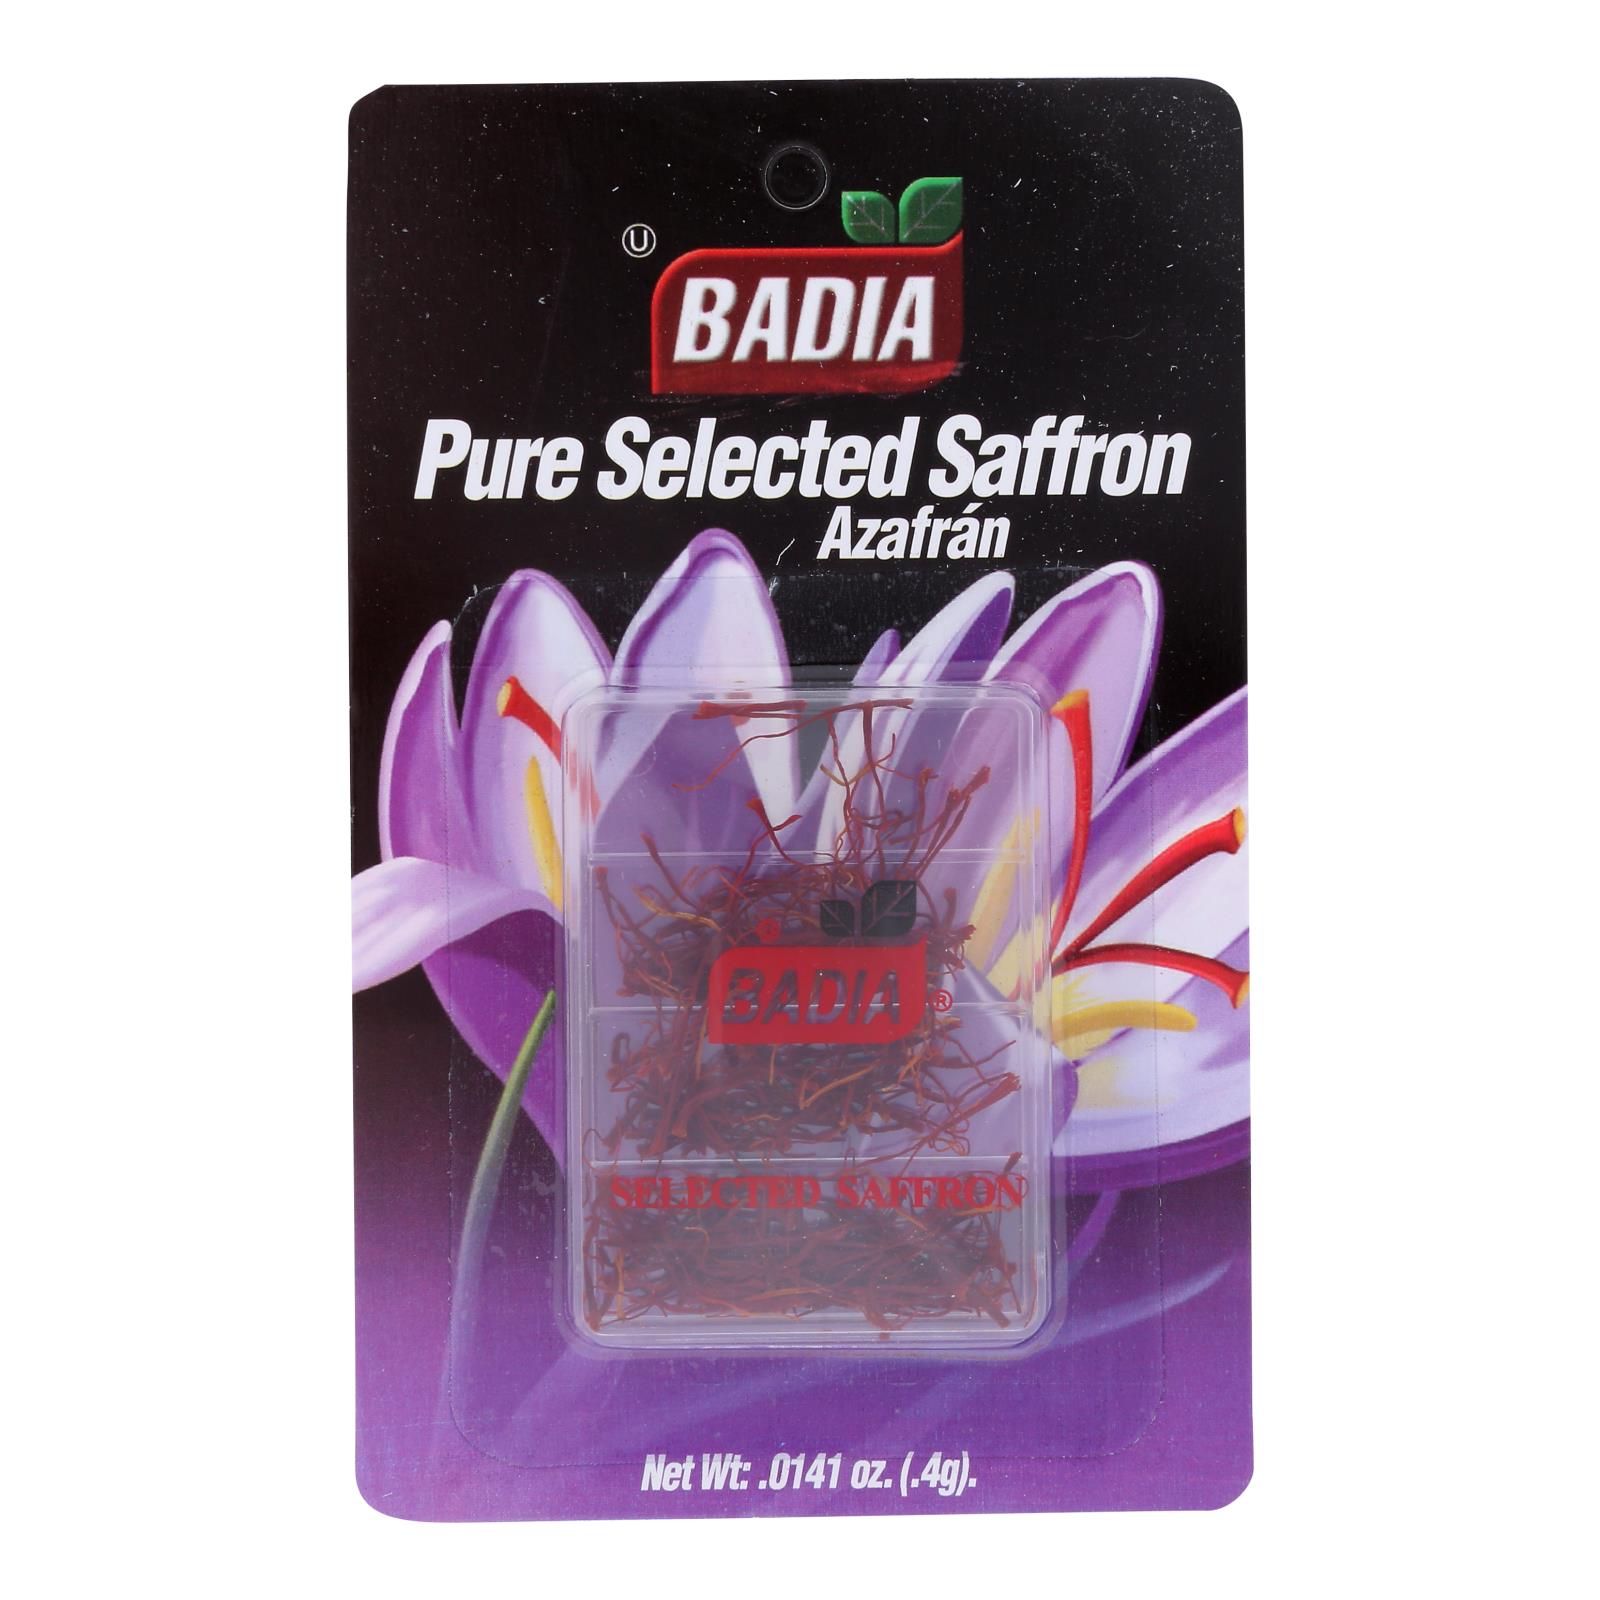 U
BADIA
Pure Selected Saffron
Azafrán
BADIA ®
SELECTED SAFFRON
Net Wt: .0141 oz. (.4g).